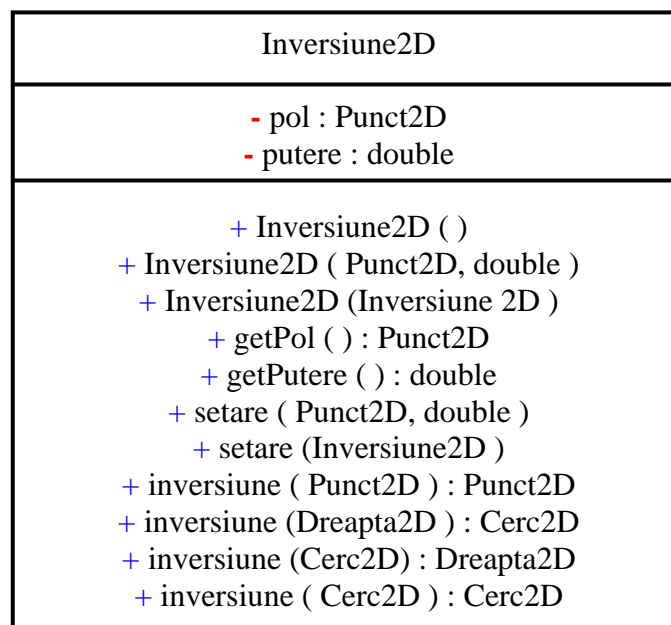 Inversiune2D
- pol : Punct2D
- putere : double
+ Inversiune2D ( )
+ Inversiune2D ( Punct2D, double )
+ Inversiune2D (Inversiune 2D )
+ getPol ( ) : Punct2D
+ getPutere ( ) : double
+ setare ( Punct2D, double )
+ setare (Inversiune2D )
+ inversiune ( Punct2D ) : Punct2D
+ inversiune (Dreapta2D ) : Cerc2D
+ inversiune (Cerc2D) : Dreapta2D
+ inversiune ( Cerc2D ) : Cerc2D